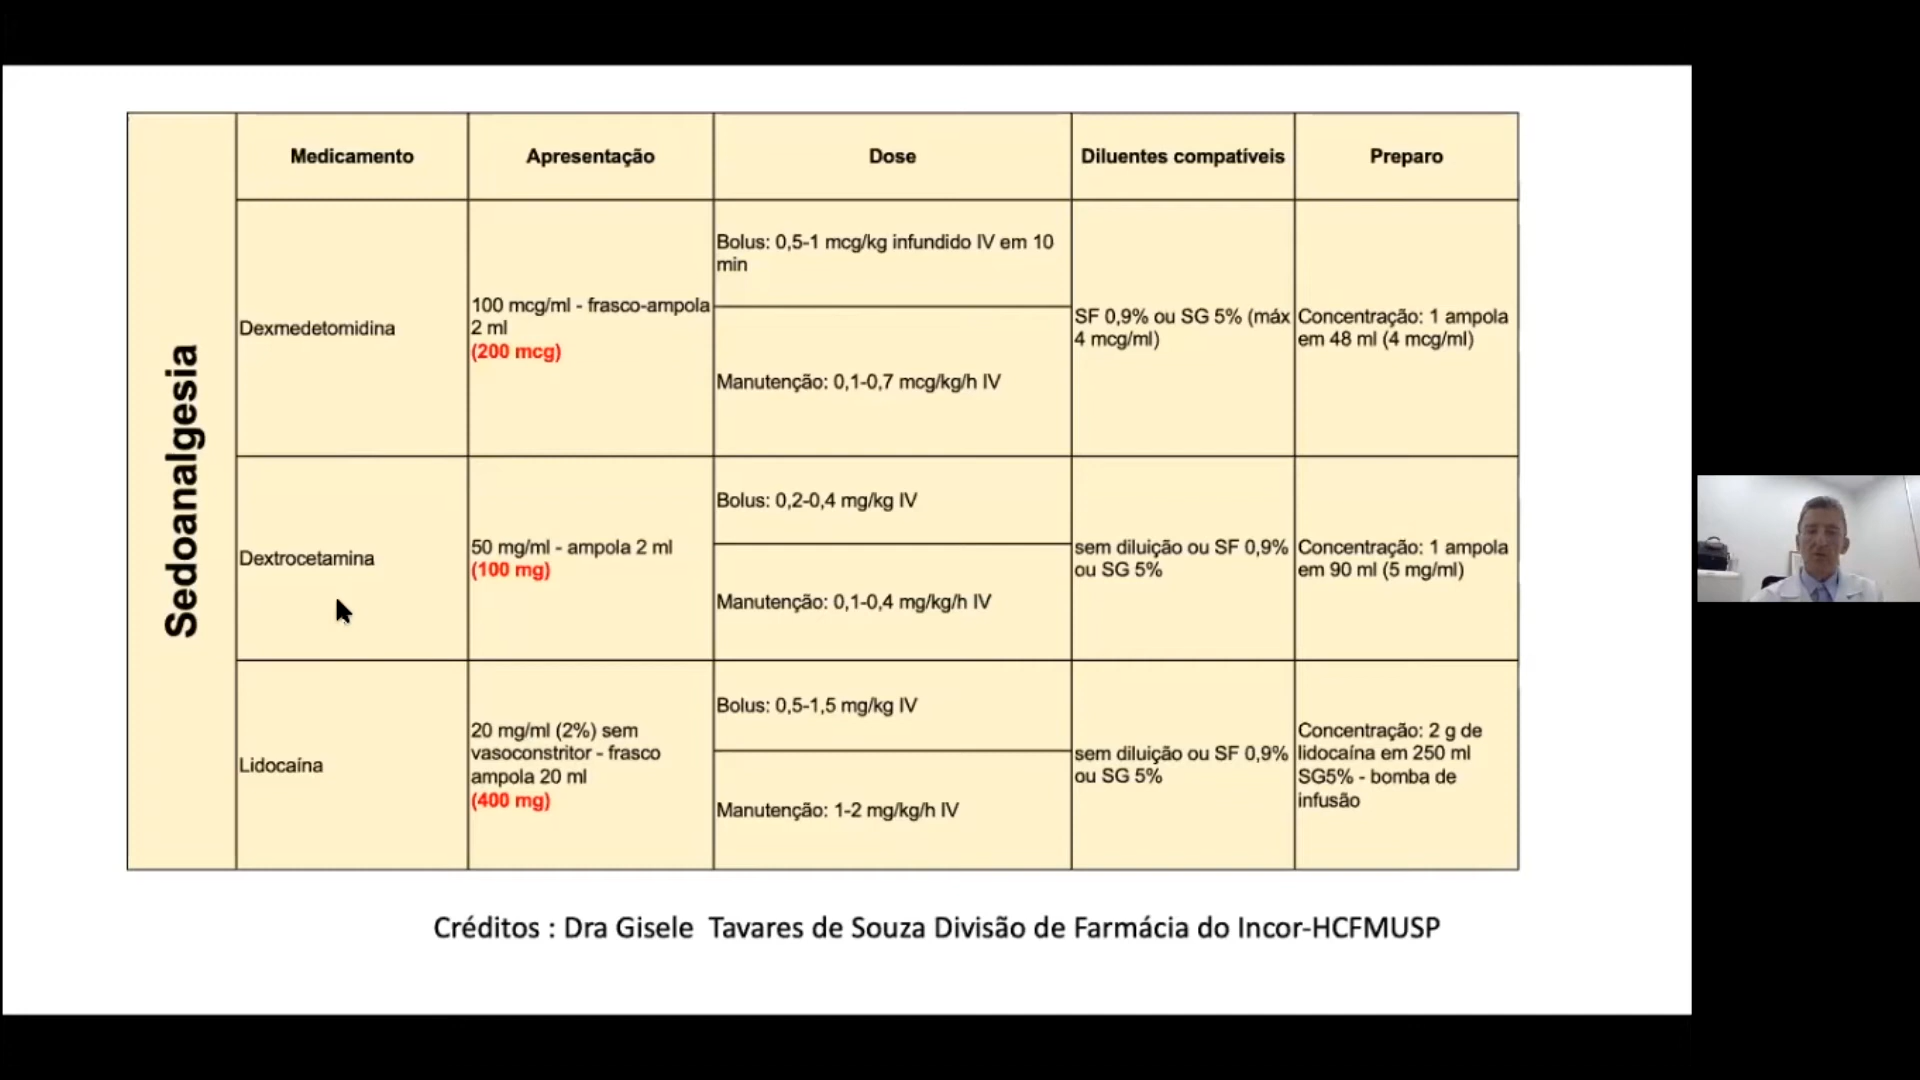 Sedoanalgesia
Medicamento
Apresentação
Dose
Diluentes compatíveis
Preparo
Dexmedetomidina
100 mcg/ml - frasco-ampola
2 ml
(200 mcg)
Bolus: 0,5-1 mcg/kg infundido IV em 10
min
Manutenção: 0,1-0,7 mcg/kg/h IV
SF 0,9% ou SG 5% (máx
4 mcg/ml)
Concentração: 1 ampola
em 48 ml (4 mcg/ml)
Dextrocetamina
50 mg/ml - ampola 2 ml
(100 mg)
Bolus: 0,2-0,4 mg/kg IV
Manutenção: 0,1-0,4 mg/kg/h IV
sem diluição ou SF 0,9%
ou SG 5%
Concentração: 1 ampola
em 90 ml (5 mg/ml)
Lidocaína
20 mg/ml (2%) sem
vasoconstritor - frasco
ampola 20 ml
(400 mg)
Bolus: 0,5-1,5 mg/kg IV
Manutenção: 1-2 mg/kg/h IV
sem diluição ou SF 0,9%
ou SG 5%
Concentração: 2 g de
lidocaína em 250 ml
SG5% - bomba de
infusão
Créditos : Dra Gisele  Tavares de Souza Divisão de Farmácia do Incor-HCFMUSP